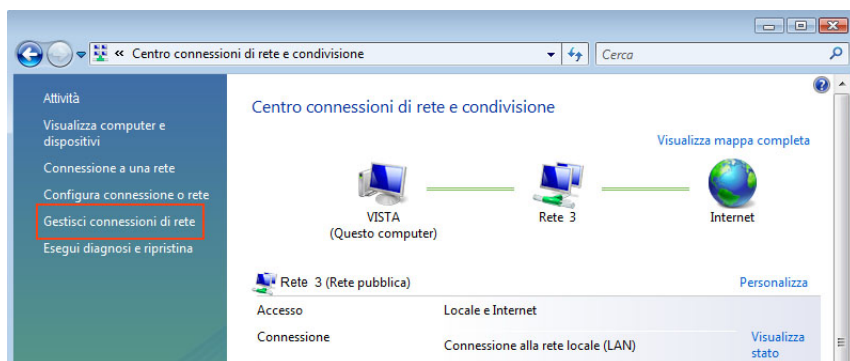 « Centro connessioni di rete e condivisione
Cerca
Attività
Visualizza computer e
dispositivi
Connessione a una rete
Configura connessione o rete
Gestisci connessioni di rete
Esegui diagnosi e ripristina
Centro connessioni di rete e condivisione
Visualizza mappa completa
VISTA
(Questo computer)
Rete 3
Internet
Rete 3 (Rete pubblica)
Personalizza
Accesso
Locale e Internet
Connessione
Connessione alla rete locale (LAN)
Visualizza
stato